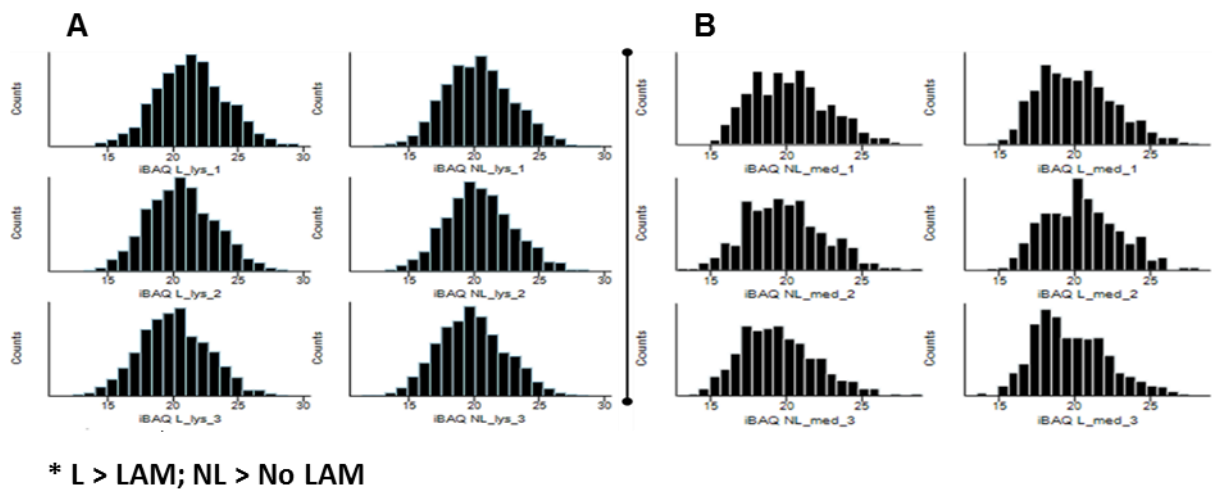 A B
Counts Counts Counts Counts
15 20 25 30 15 20 25 30 15 20 25 15 20 25
iBAQ L_lys_1 iBAQ NL_lys_1 iBAQ NL_med_1 iBAQ L_med_1
Counts Counts Counts Counts
15 20 25 30 15 20 25 30 15 20 25 15 20 25
iBAQ L_lys_2 iBAQ NL_lys_2 iBAQ NL_med_2 iBAQ L_med_2
Counts Counts Counts Counts
15 20 25 30 15 20 25 30 15 20 25 15 20 25
iBAQ L_lys_3 iBAQ NL_lys_3 iBAQ NL_med_3 iBAQ L_med_3
* L > LAM; NL > No LAM